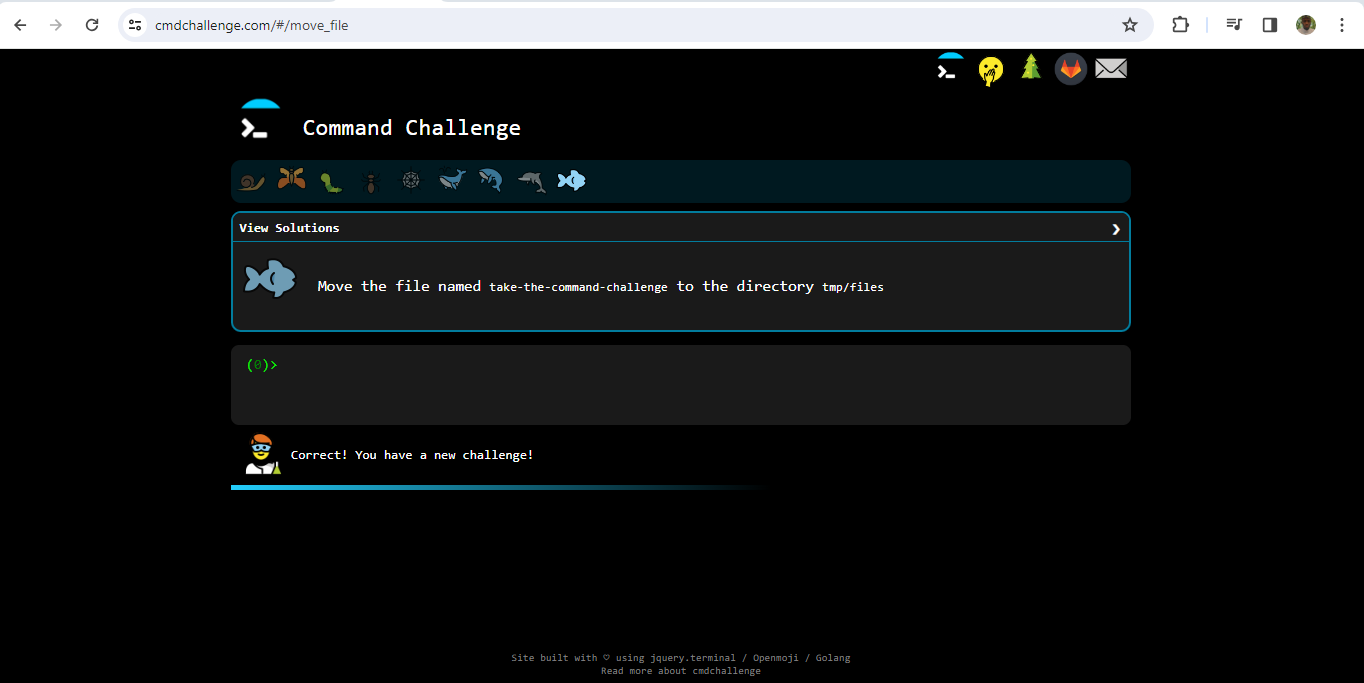 cmdchallenge.com/#/move_file
Command Challenge
View Solutions
Move the file named take-the-command-challenge to the directory tmp/files
(0)>
Correct! You have a new challenge!
Site built with ♡ using jquery.terminal / Openmoji / Golang
Read more about cmdchallenge